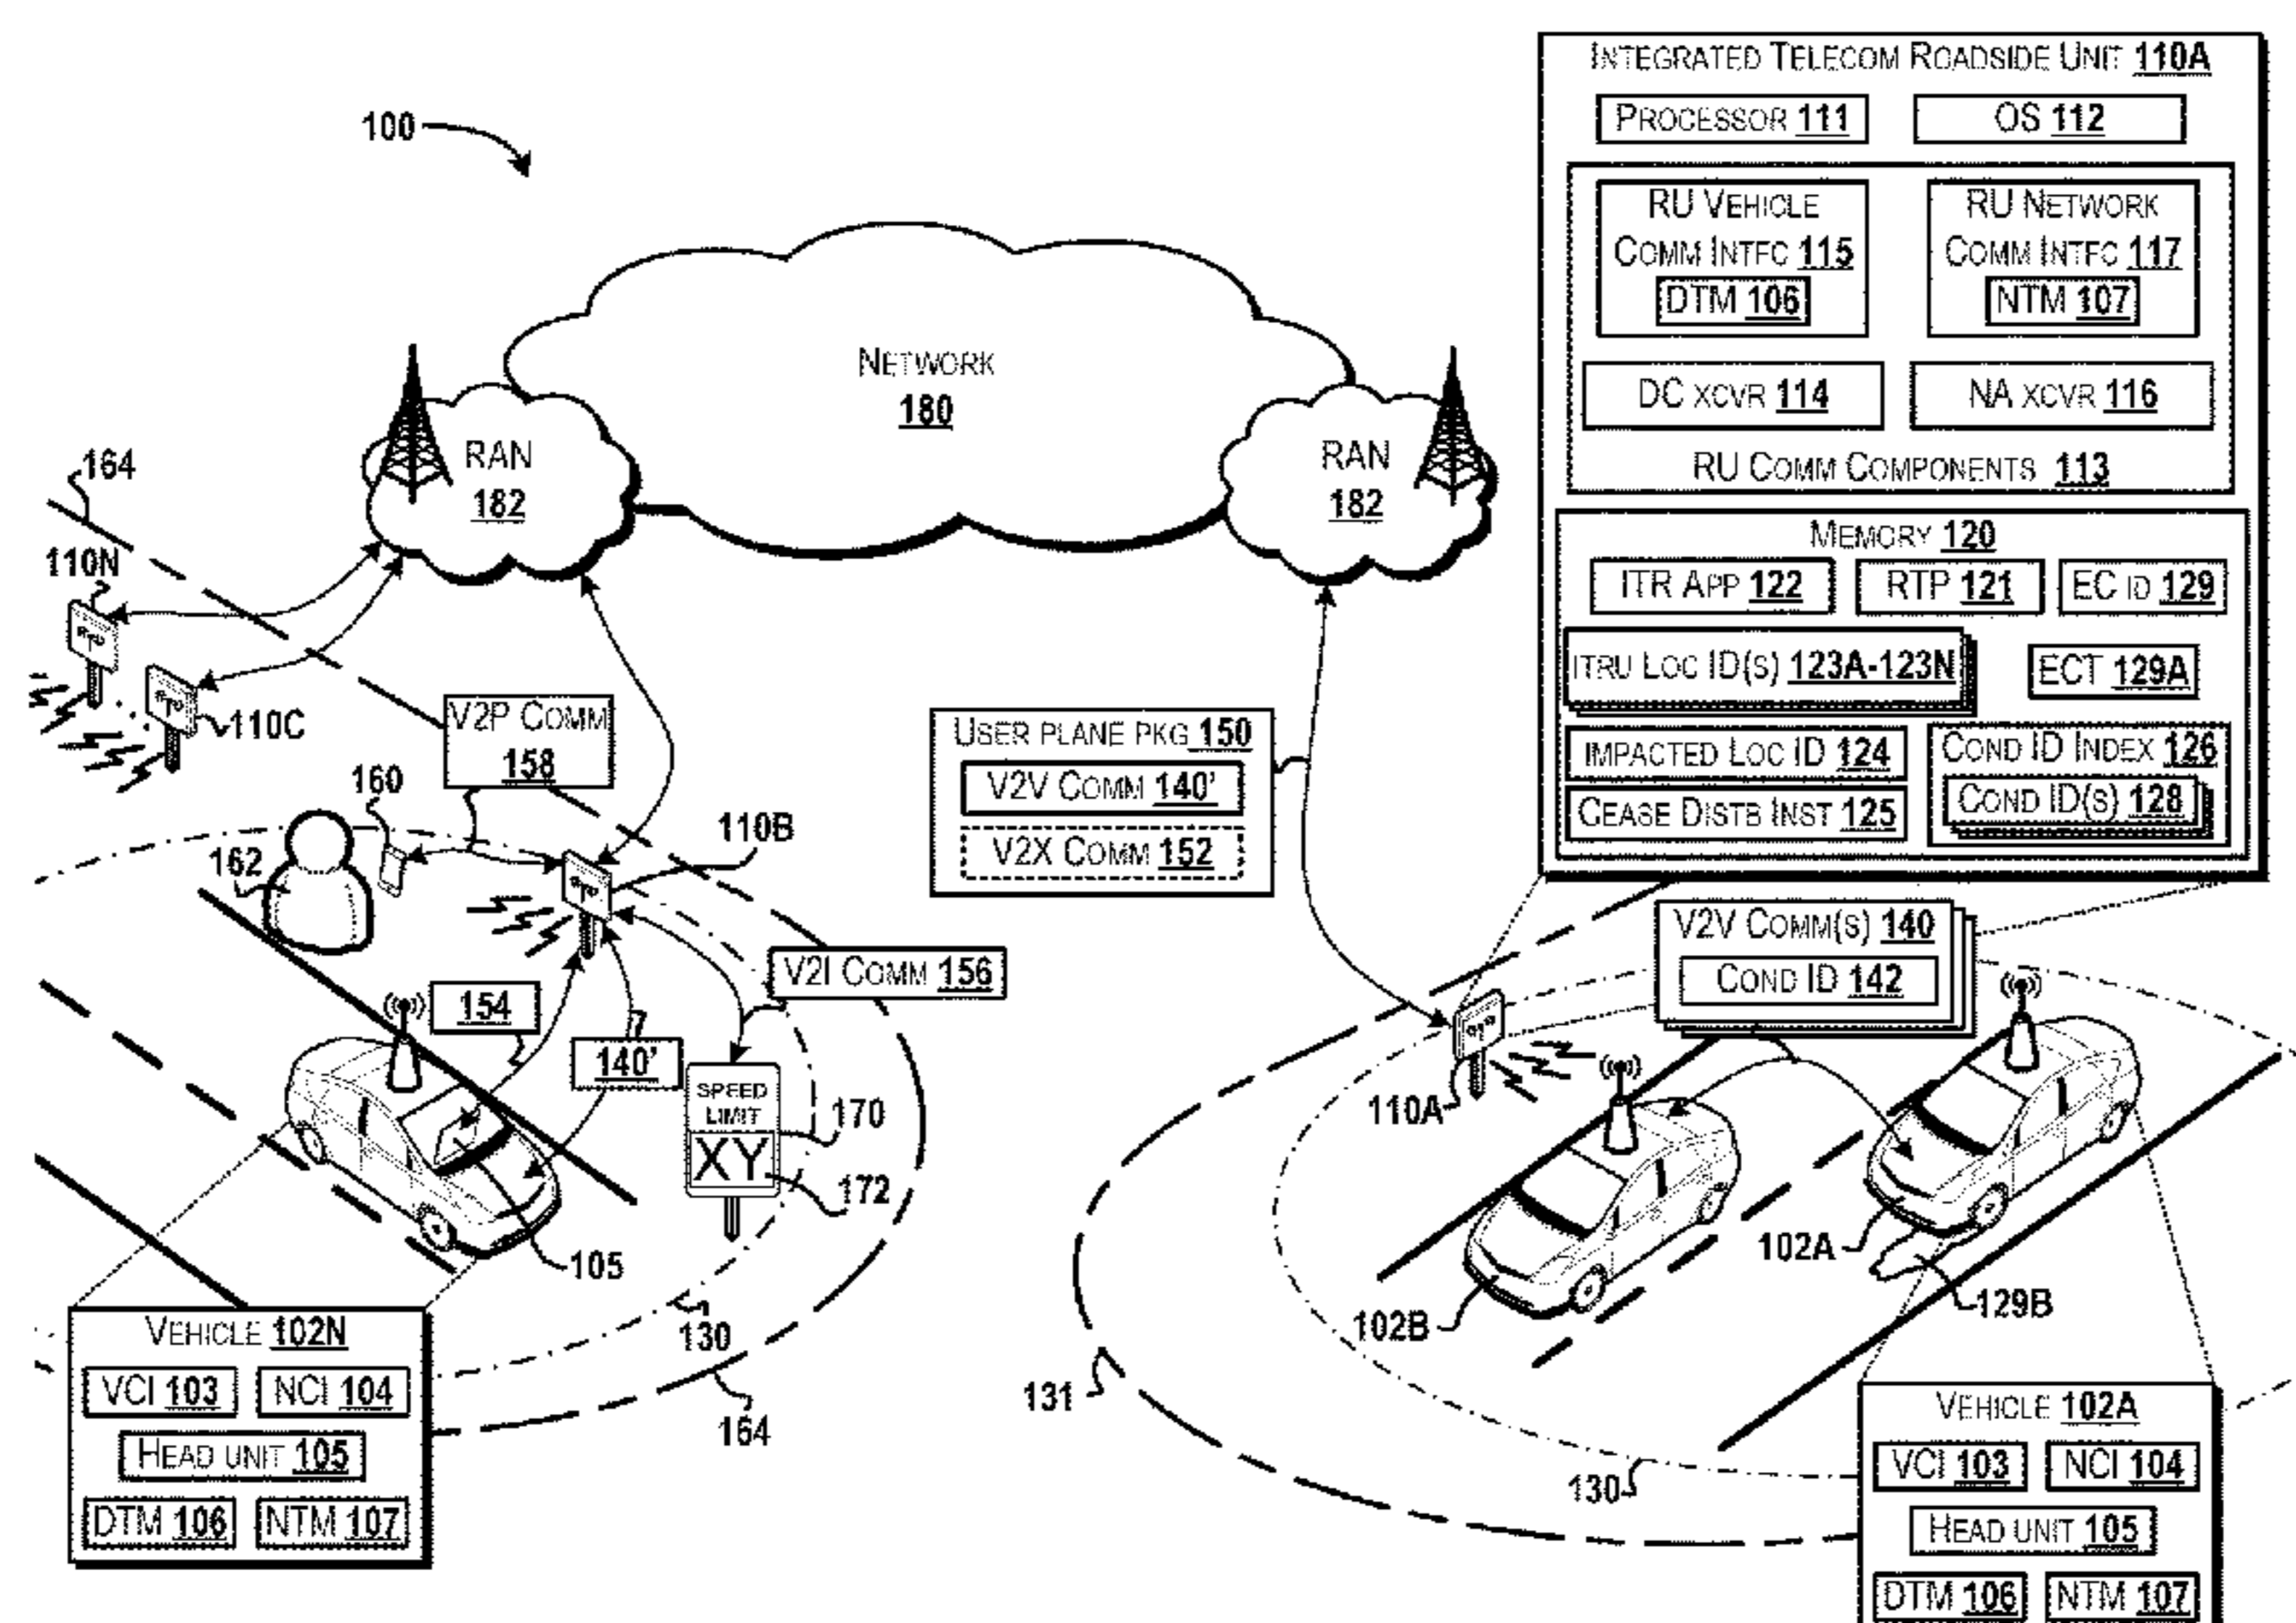 100
NETWORK
180
RAN
182
RAN
182
164
110N
110C
V2P COMM
158
160
162
110B
154
140'
V2I COMM 156
SPEED
LIMIT
XY
170
172
105
130
164
VEHICLE 102N
VCI 103
NCI 104
HEAD UNIT 105
DTM 106
NTM 107
USER PLANE PKG 150
V2V COMM 140'
V2X COMM 152
INTEGRATED TELECOM ROADSIDE UNIT 110A
PROCESSOR 111
OS 112
RU VEHICLE
COMM INTFC 115
DTM 106
RU NETWORK
COMM INTFC 117
NTM 107
DC XCVR 114
NA XCVR 116
RU COMM COMPONENTS 113
MEMORY 120
ITR APP 122
RTP 121
EC ID 129
ITRU LOC ID(S) 123A-123N
ECT 129A
IMPACTED LOC ID 124
CEASE DISTB INST 125
COND ID INDEX 126
COND ID(S) 128
V2V COMM(S) 140
COND ID 142
110A
102A
129B
102B
131
130
VEHICLE 102A
VCI 103
NCI 104
HEAD UNIT 105
DTM 106
NTM 107